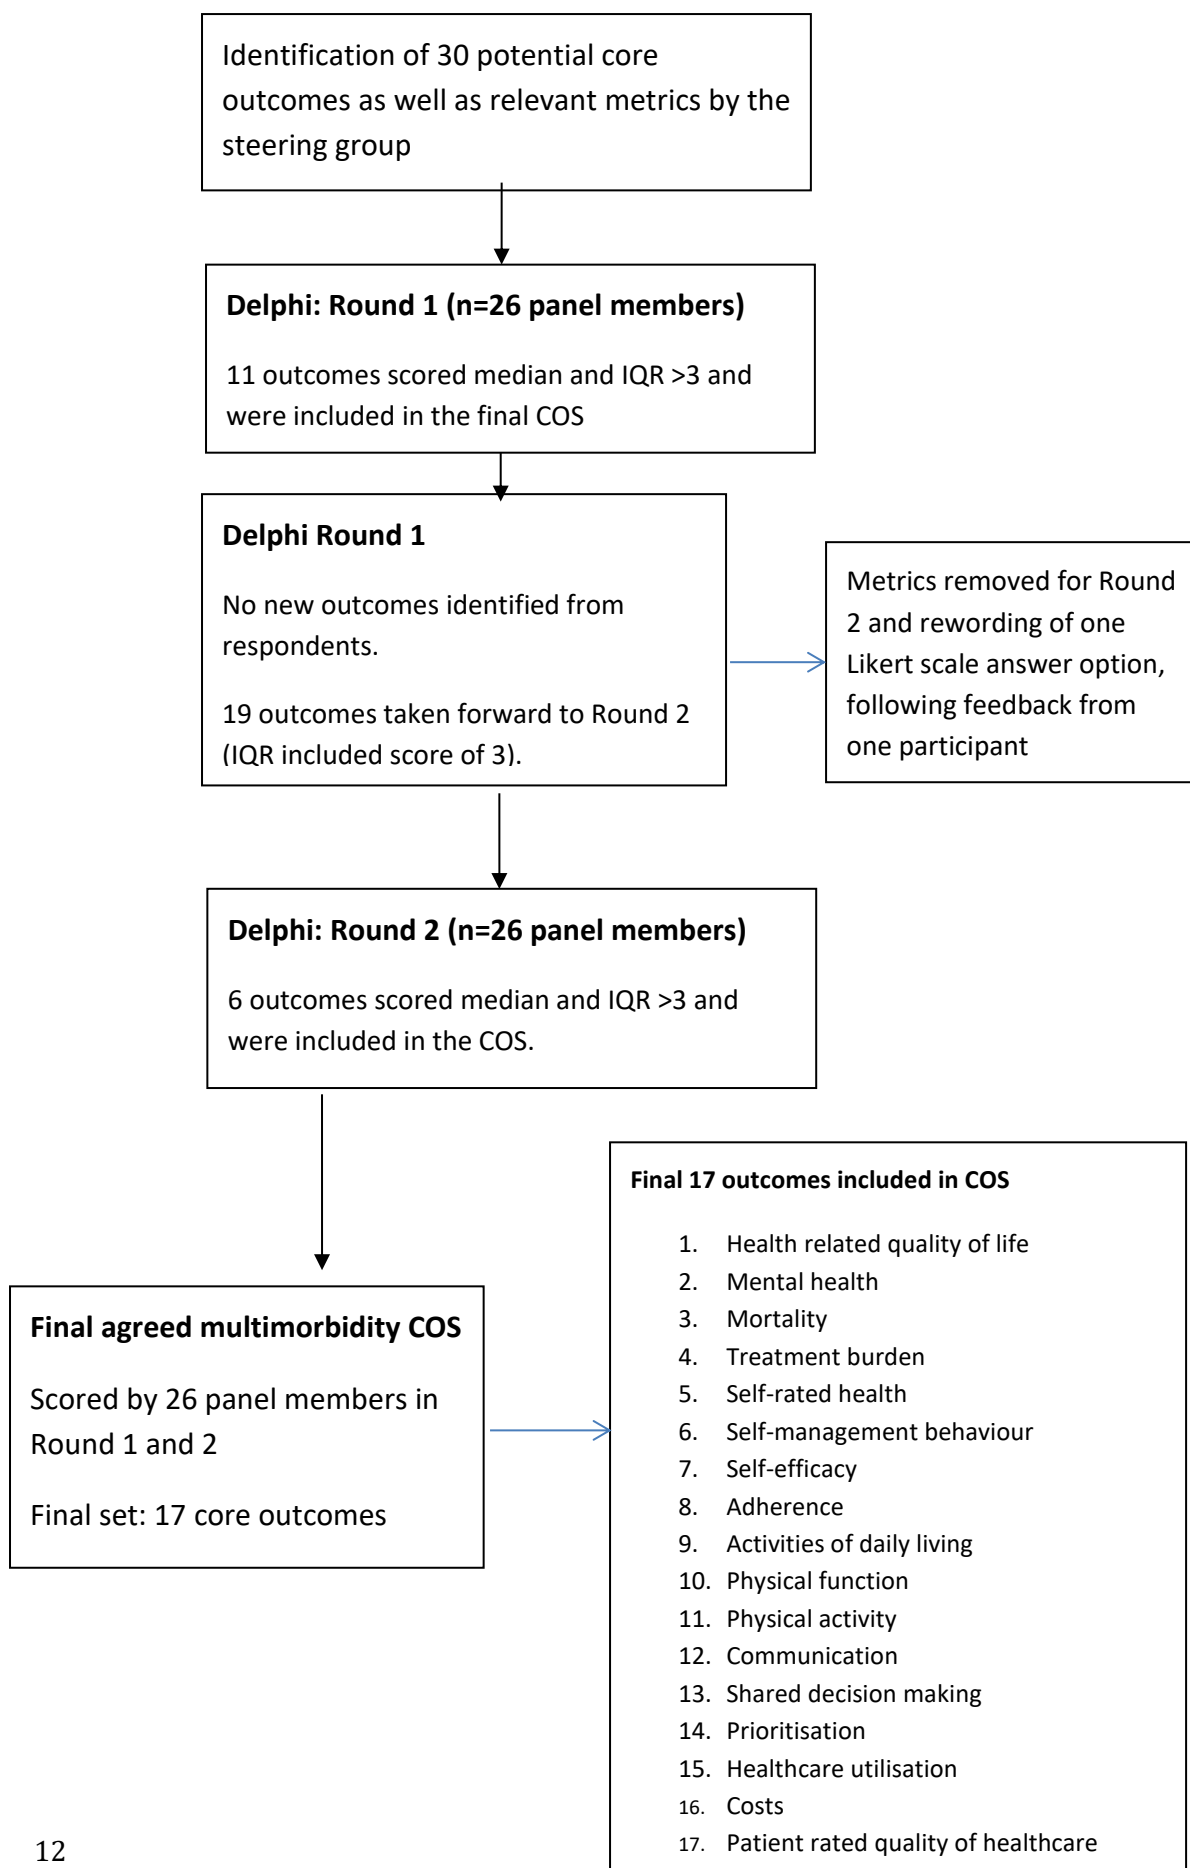 Identification of 30 potential core
outcomes as well as relevant metrics by the
steering group
Delphi: Round 1 (n=26 panel members)
11 outcomes scored median and IQR >3 and
were included in the final COS
Delphi Round 1
No new outcomes identified from
respondents.
19 outcomes taken forward to Round 2
(IQR included score of 3).
Metrics removed for Round
2 and rewording of one
Likert scale answer option,
following feedback from
one participant
Delphi: Round 2 (n=26 panel members)
6 outcomes scored median and IQR >3 and
were included in the COS.
Final agreed multimorbidity COS
Scored by 26 panel members in
Round 1 and 2
Final set: 17 core outcomes
Final 17 outcomes included in COS
1. Health related quality of life
2. Mental health
3. Mortality
4. Treatment burden
5. Self-rated health
6. Self-management behaviour
7. Self-efficacy
8. Adherence
9. Activities of daily living
10. Physical function
11. Physical activity
12. Communication
13. Shared decision making
14. Prioritisation
15. Healthcare utilisation
16. Costs
17. Patient rated quality of healthcare
12